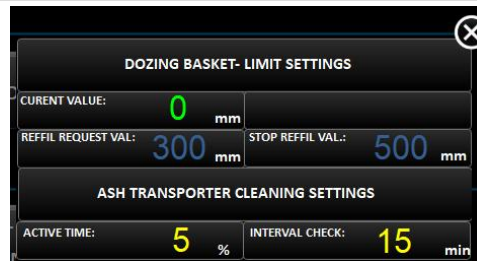 DOZING BASKET- LIMIT SETTINGS
CURENT VALUE: 0 mm
REFFIL REQUEST VAL: 300 mm STOP REFFIL VAL.: 500 mm
ASH TRANSPORTER CLEANING SETTINGS
ACTIVE TIME: 5 % INTERVAL CHECK: 15 min